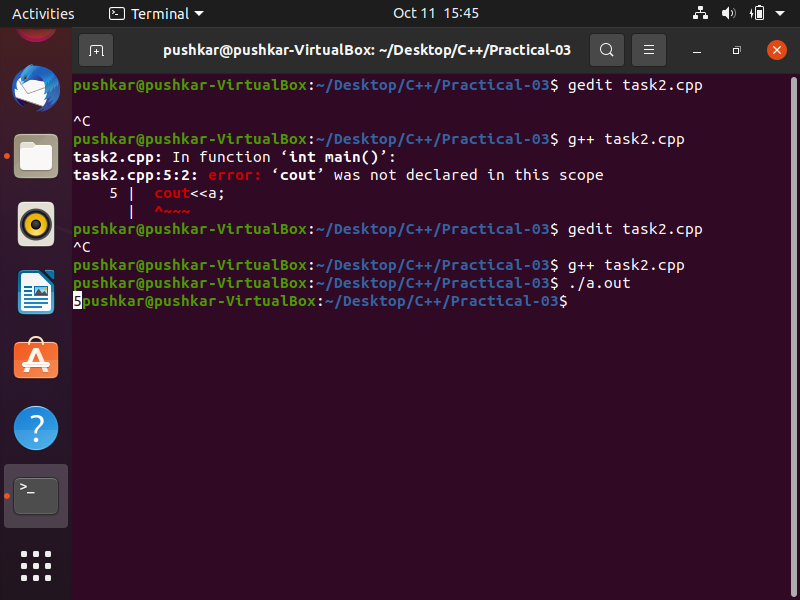 Activities
Terminal
Oct 11 15:45
pushkar@pushkar-VirtualBox: ~/Desktop/C++/Practical-03
pushkar@pushkar-VirtualBox:~/Desktop/C++/Practical-03$ gedit task2.cpp
^C
pushkar@pushkar-VirtualBox:~/Desktop/C++/Practical-03$ g++ task2.cpp
task2.cpp: In function ‘int main()’:
task2.cpp:5:2: error: ‘cout’ was not declared in this scope
    5 |  cout<<a;
      |  ^~~~
pushkar@pushkar-VirtualBox:~/Desktop/C++/Practical-03$ gedit task2.cpp
^C
pushkar@pushkar-VirtualBox:~/Desktop/C++/Practical-03$ g++ task2.cpp
pushkar@pushkar-VirtualBox:~/Desktop/C++/Practical-03$ ./a.out
5pushkar@pushkar-VirtualBox:~/Desktop/C++/Practical-03$